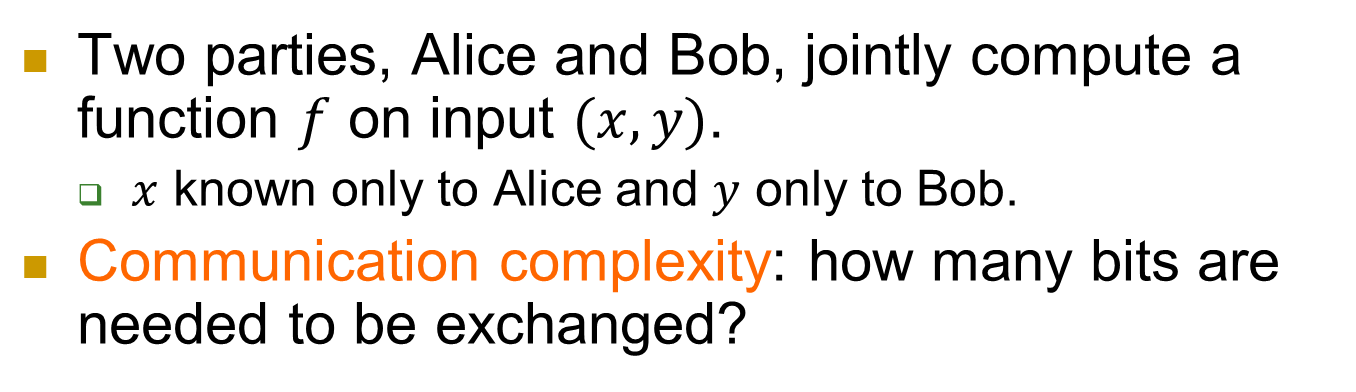 Two parties, Alice and Bob, jointly compute a
function f on input (x, y).
x known only to Alice and y only to Bob.
Communication complexity: how many bits are
needed to be exchanged?